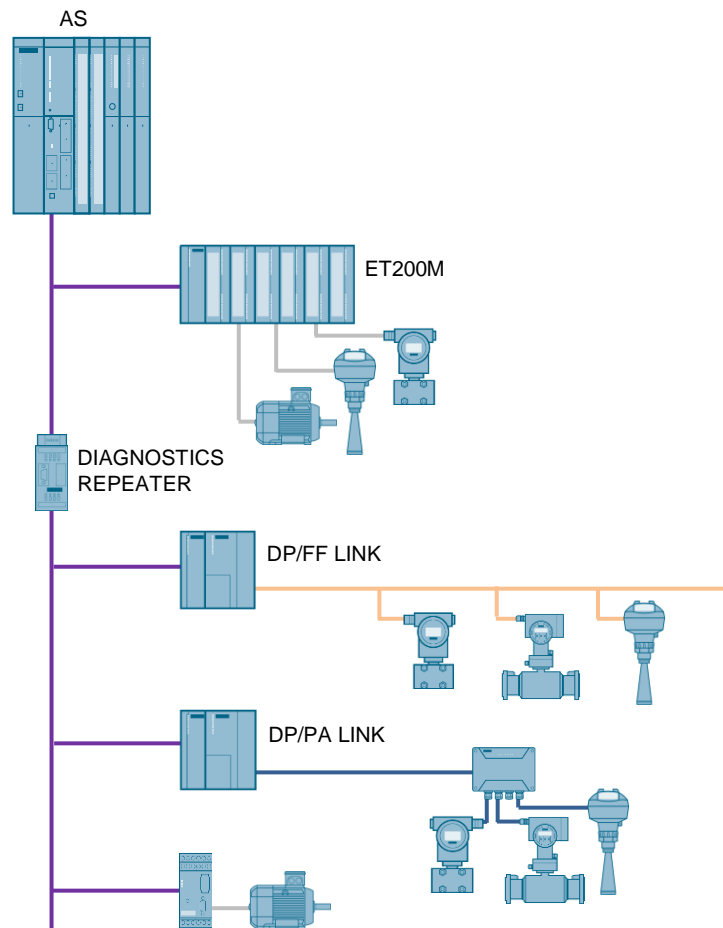 AS
ET200M
DIAGNOSTICS
REPEATER
DP/FF LINK
DP/PA LINK